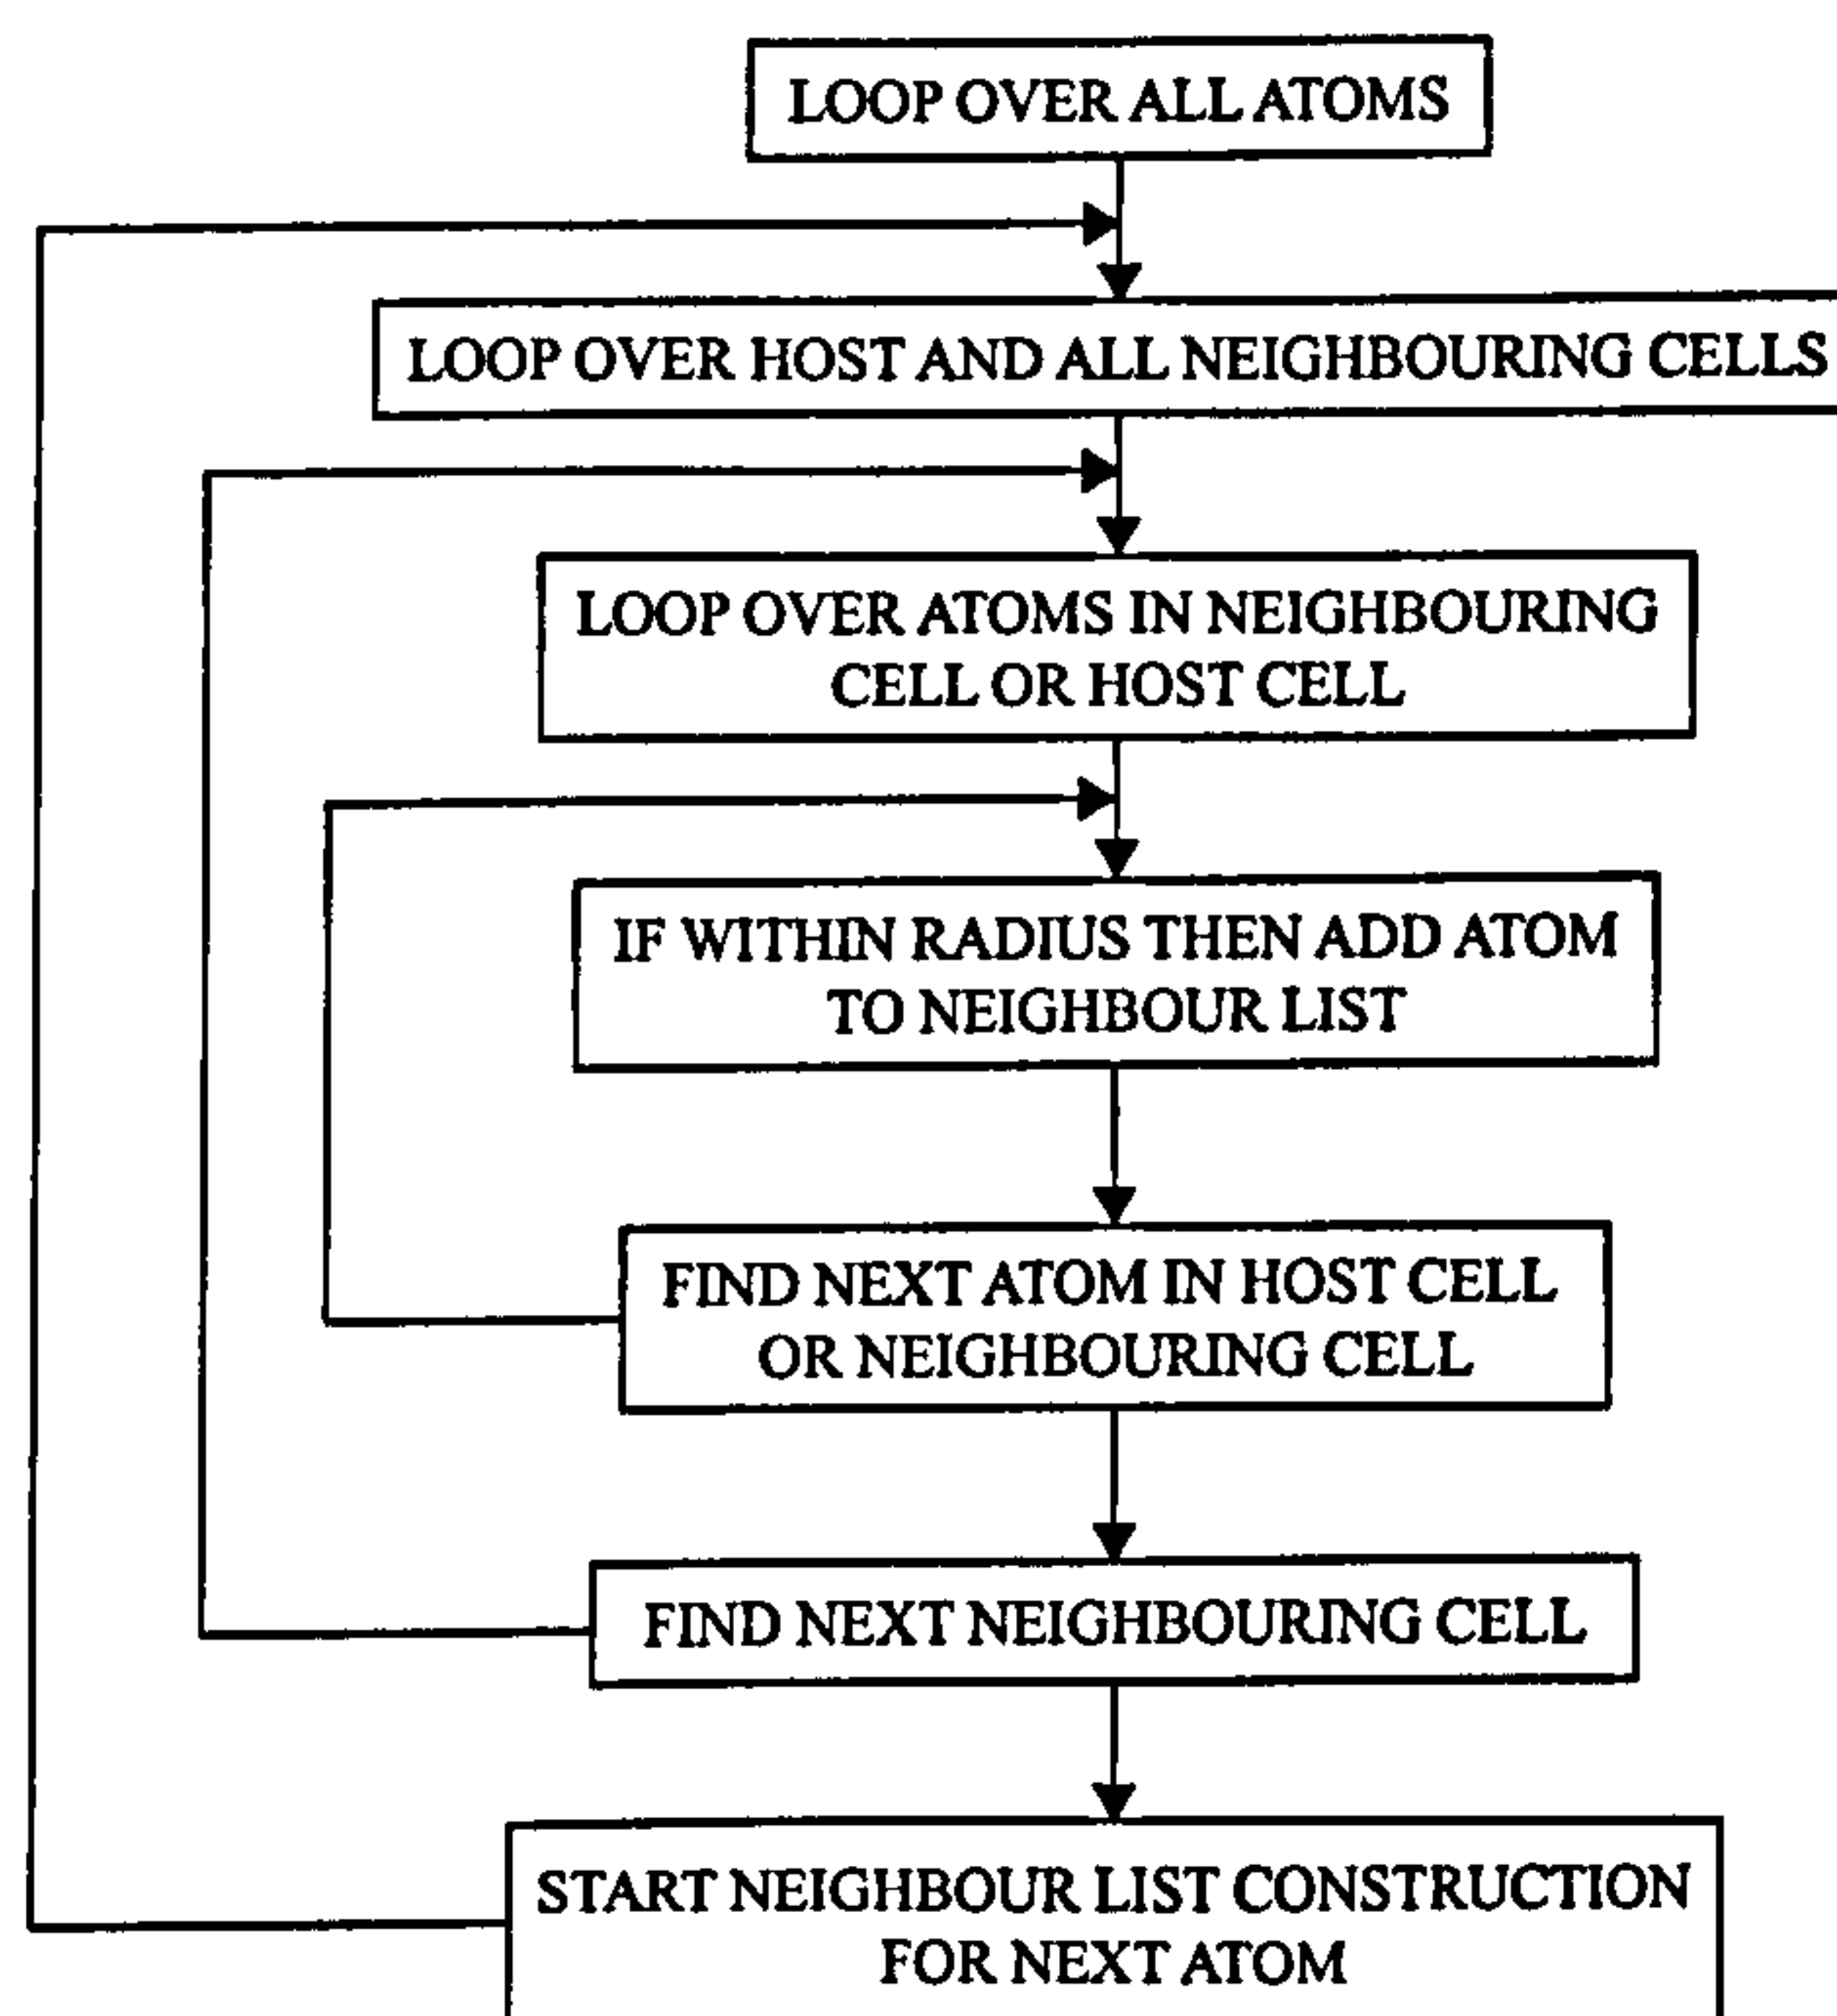 LOOP OVER ALL ATOMS
LOOP OVER HOST AND ALL NEIGHBOURING CELLS
LOOP OVER ATOMS IN NEIGHBOURING
CELL OR HOST CELL
IF WITHIN RADIUS THEN ADD ATOM
TO NEIGHBOUR LIST
FIND NEXT ATOM IN HOST CELL
OR NEIGHBOURING CELL
FIND NEXT NEIGHBOURING CELL
START NEIGHBOUR LIST CONSTRUCTION
FOR NEXT ATOM